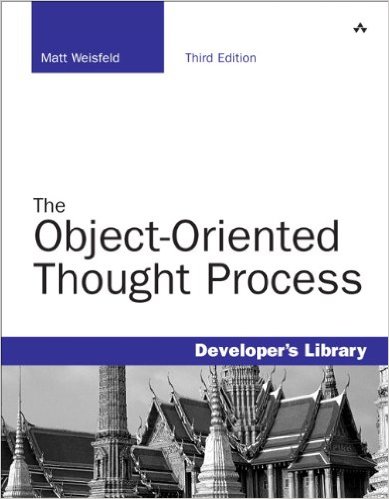 Matt Weisfeld
Third Edition
The
Object-Oriented
Thought Process
Developer's Library